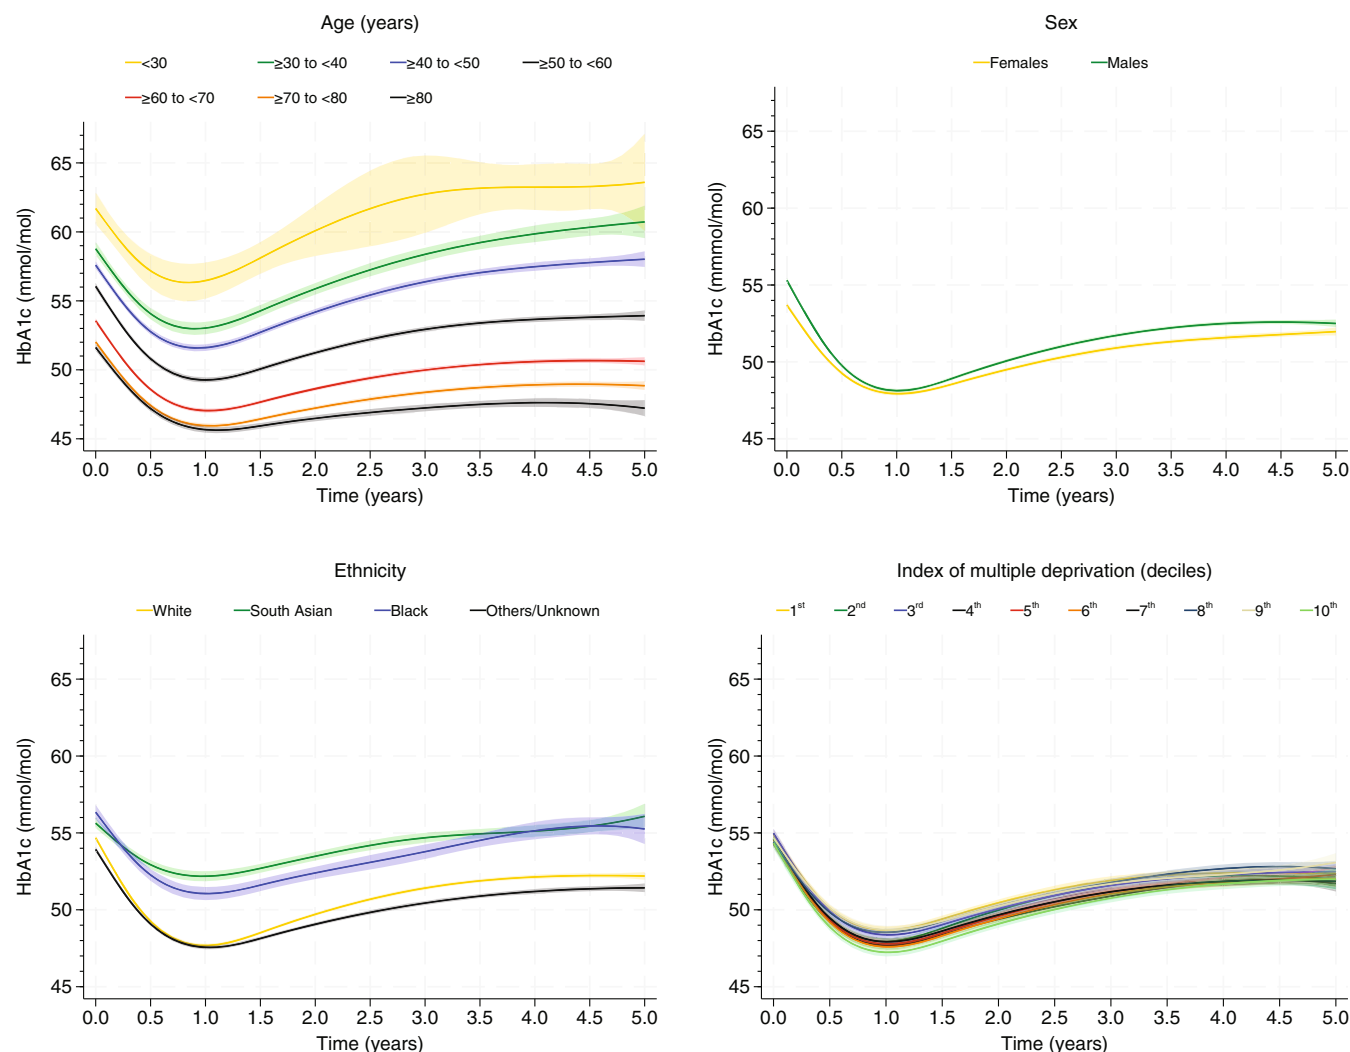 Age (years)
<30 ≥30 to <40 ≥40 to <50 ≥50 to <60
≥60 to <70 ≥70 to <80 ≥80
HbA1c (mmol/mol)
65
60
55
50
45
0.0 0.5 1.0 1.5 2.0 2.5 3.0 3.5 4.0 4.5 5.0
Time (years)
Sex
Females Males
HbA1c (mmmo/mol)
65
60
55
50
45
0.0 0.5 1.0 1.5 2.0 2.5 3.0 3.5 4.0 4.5 5.0
Time (years)
Ethnicity
White South Asian Black Others/Unknown
HbA1c (mmol/mol)
65
60
55
50
45
0.0 0.5 1.0 1.5 2.0 2.5 3.0 3.5 4.0 4.5 5.0
Time (years)
Index of multiple deprivation (deciles)
1st 2nd 3rd 4th 5th 6th 7th 8th 9th 10th
HbA1c (mmol/mol)
65
60
55
50
45
0.0 0.5 1.0 1.5 2.0 2.5 3.0 3.5 4.0 4.5 5.0
Time (years)